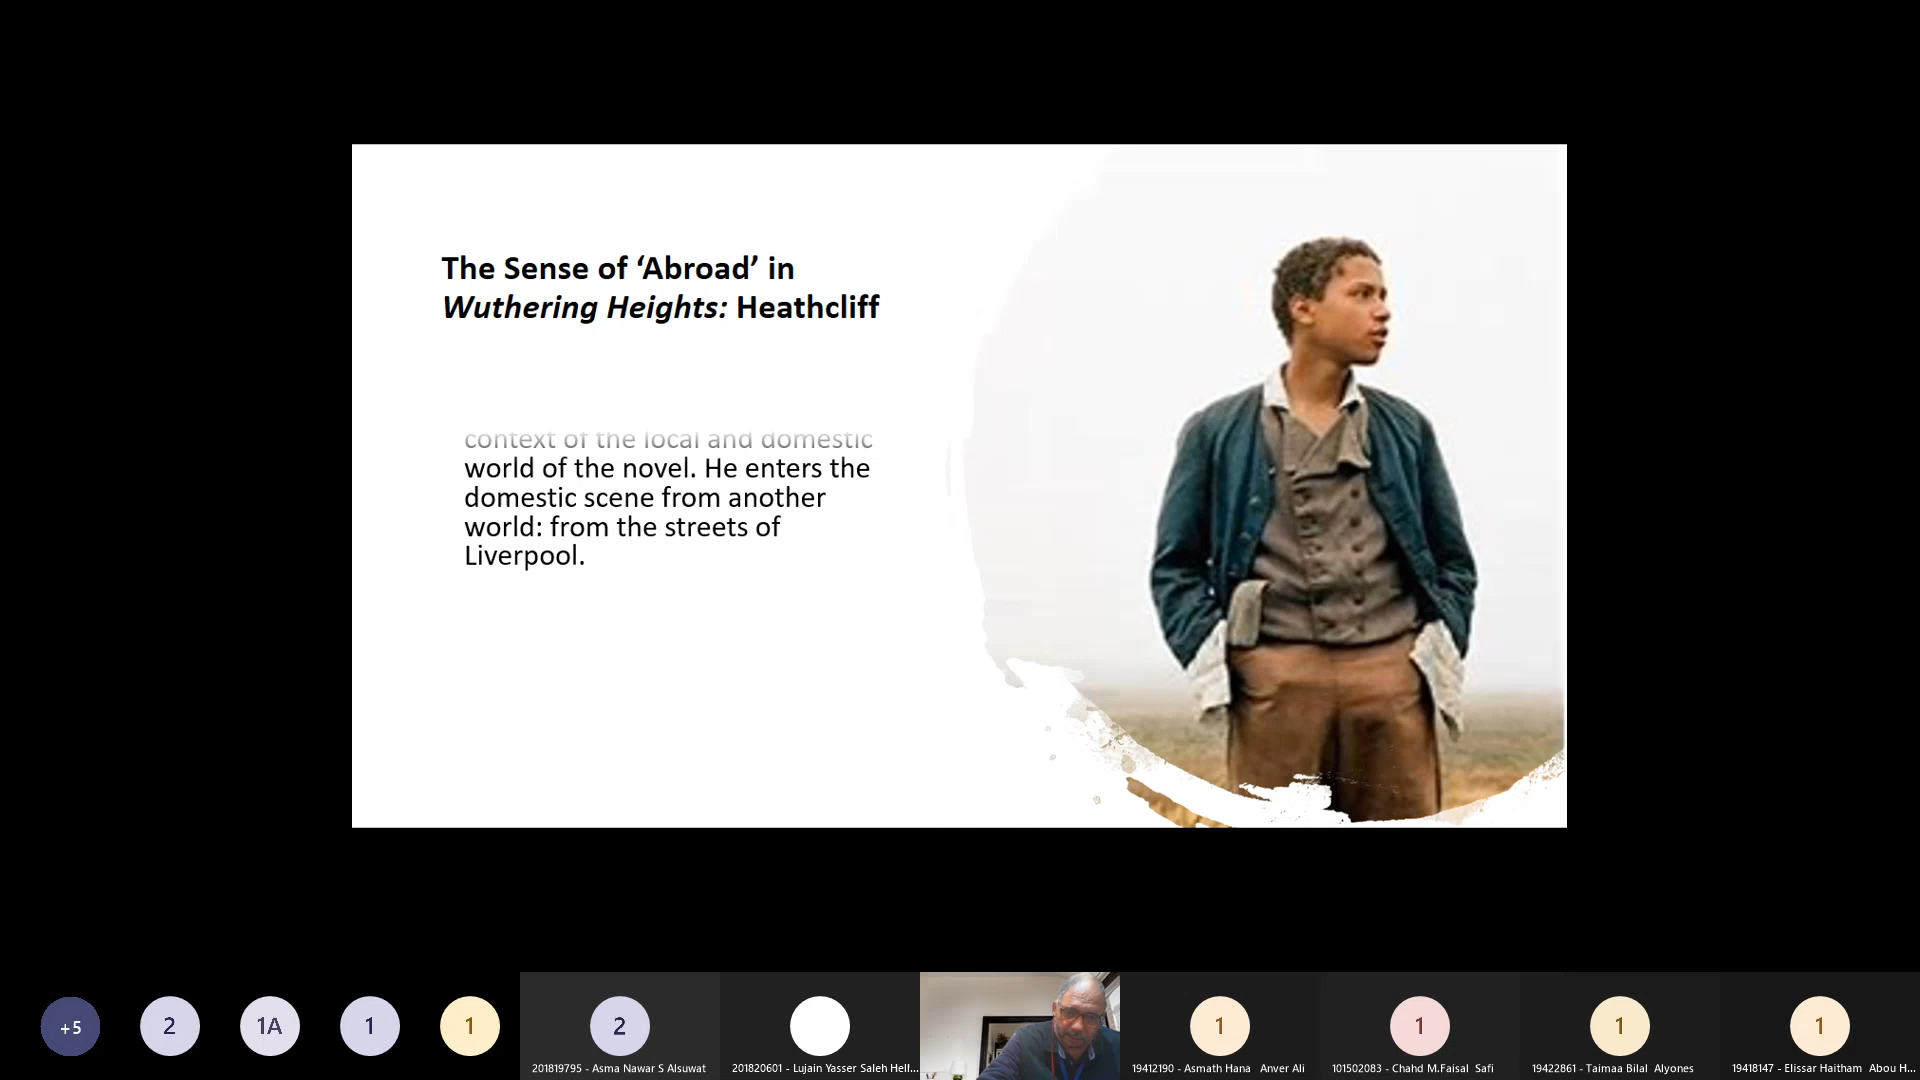 The Sense of ‘Abroad’ in
Wuthering Heights: Heathcliff
context of the local and domestic
world of the novel. He enters the
domestic scene from another
world: from the streets of
Liverpool.
+5
2
1A
1
1
2
1
1
1
1
201819795 - Asma Nawar S Alsuwat
201820601 - Lujain Yasser Saleh Hell...
19412190 - Asmath Hana Anver Ali
101502083 - Chahd M.Faisal Safi
19422861 - Taimaa Bilal Alyones
19418147 - Elissar Haitham Abou H...